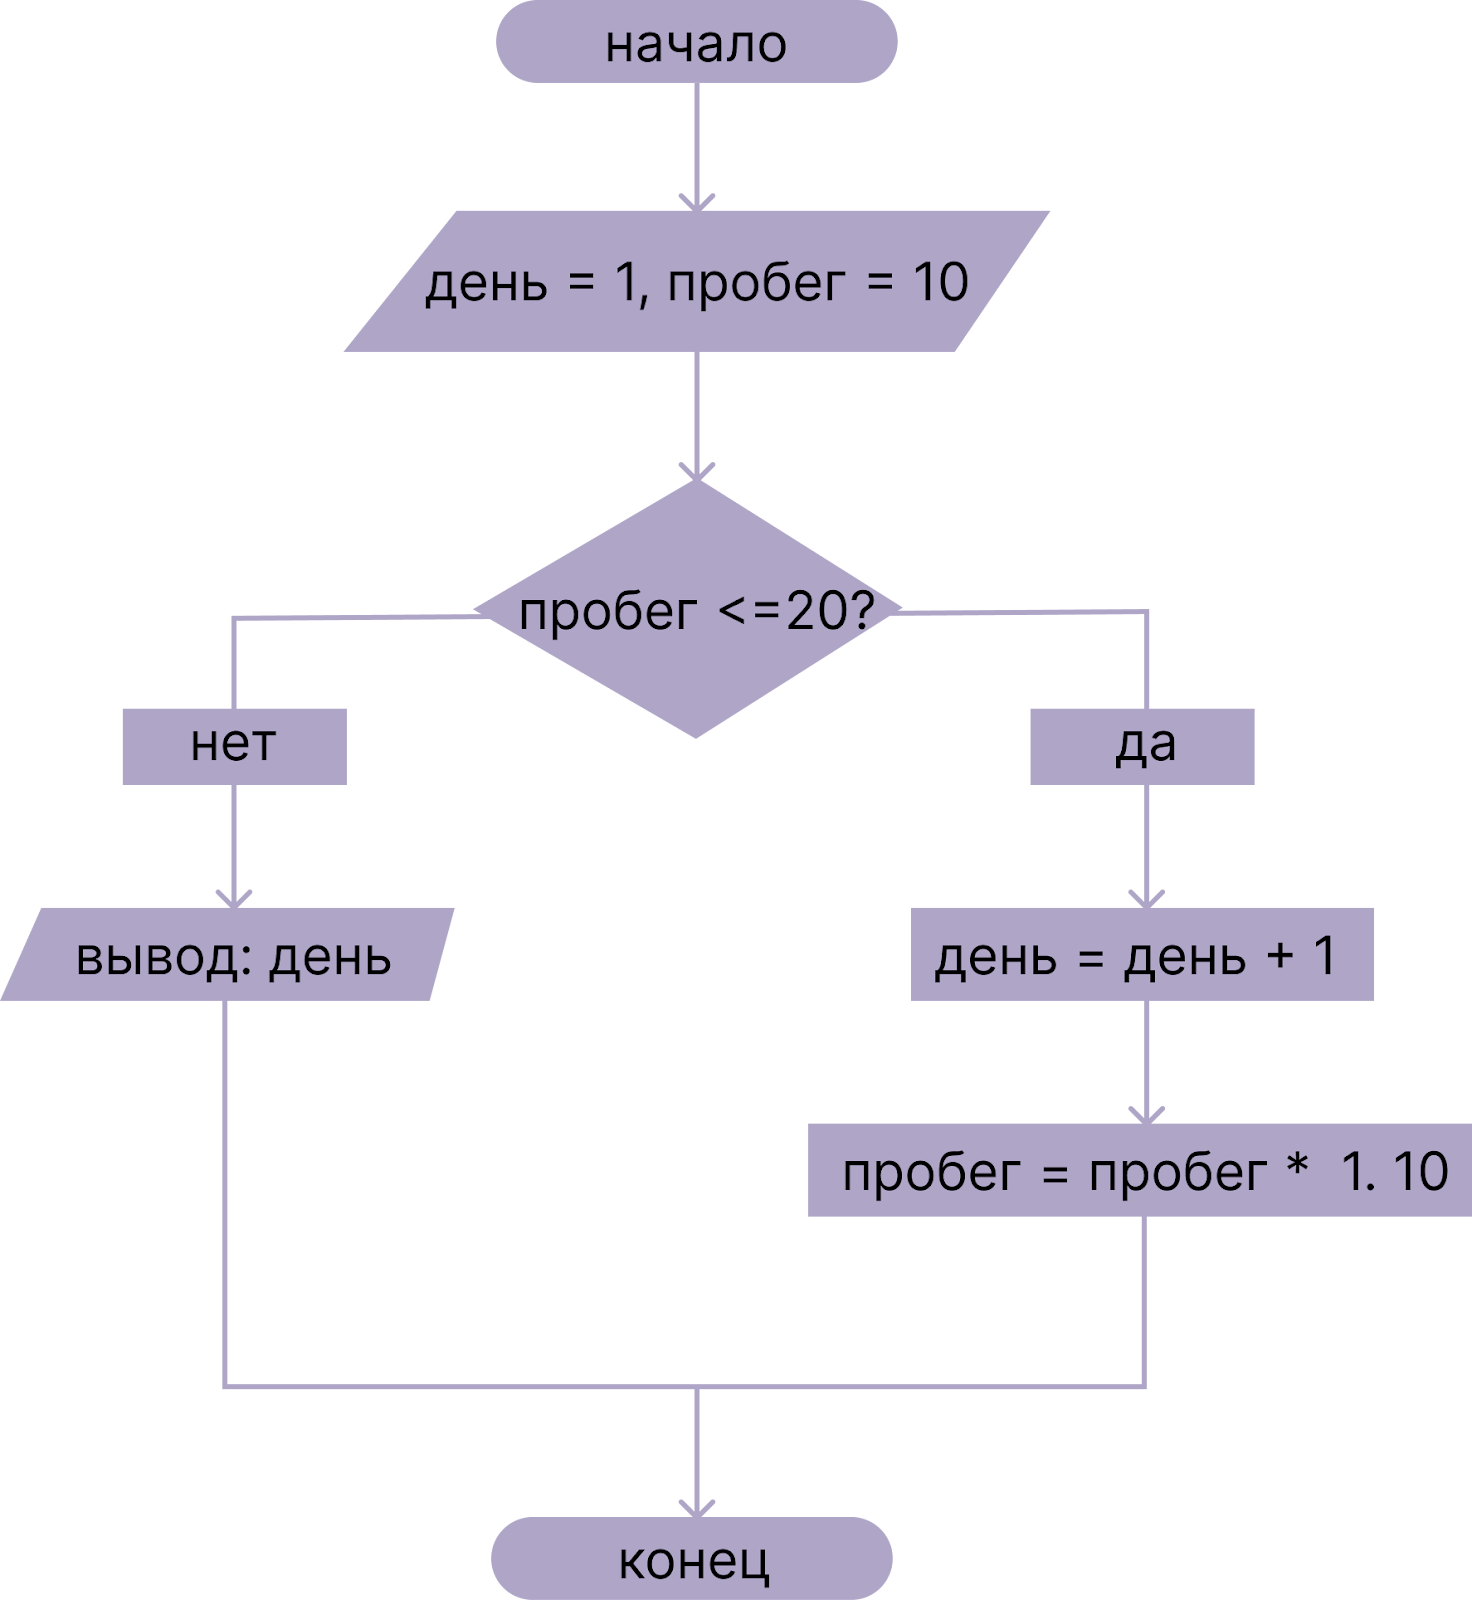 начало
день = 1, пробег = 10
пробег <=20?
нет
да
вывод: день
день = день + 1
пробег = пробег * 1. 10
конец